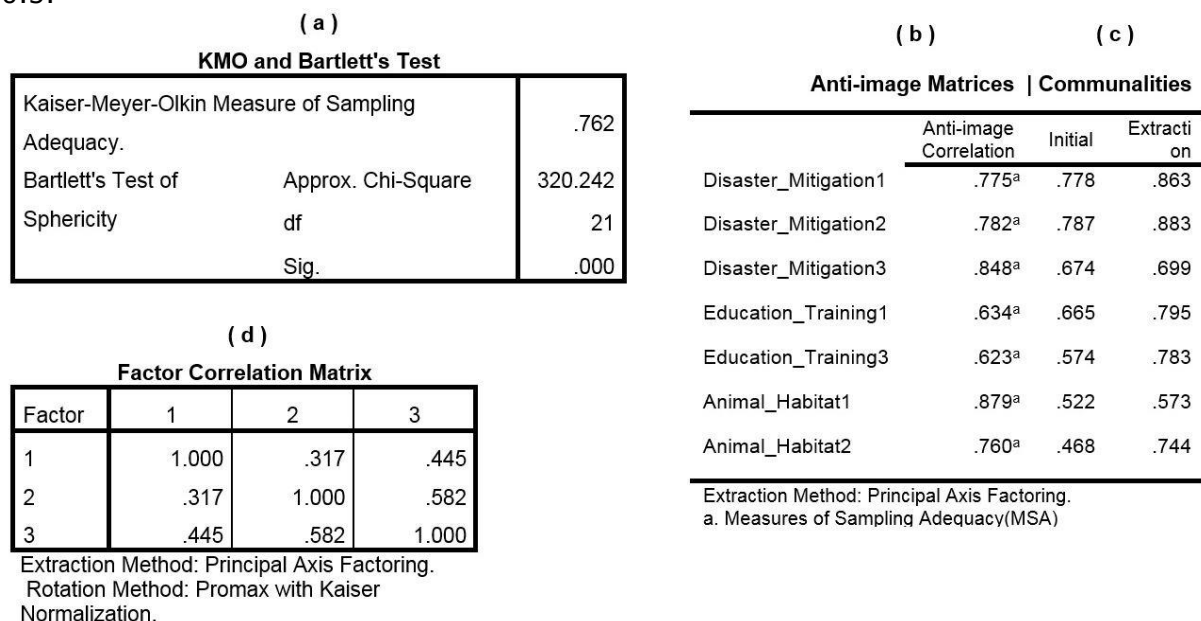 ( a )
KMO and Bartlett's Test
Kaiser-Meyer-Olkin Measure of Sampling
Adequacy. .762
Bartlett's Test of Approx. Chi-Square 320.242
Sphericity df 21
Sig. .000
( d )
Factor Correlation Matrix
Factor 1 2 3
1 1.000 .317 .445
2 .317 1.000 .582
3 .445 .582 1.000
Extraction Method: Principal Axis Factoring.
Rotation Method: Promax with Kaiser
Normalization.
( b ) ( c )
Anti-image Matrices | Communalities
Anti-image Initial Extracti
Correlation on
Disaster_Mitigation1 .775a .778 .863
Disaster_Mitigation2 .782a .787 .883
Disaster_Mitigation3 .848a .674 .699
Education_Training1 .634a .665 .795
Education_Training3 .623a .574 .783
Animal_Habitat1 .879a .522 .573
Animal_Habitat2 .760a .468 .744
Extraction Method: Principal Axis Factoring.
a. Measures of Sampling Adequacy(MSA)